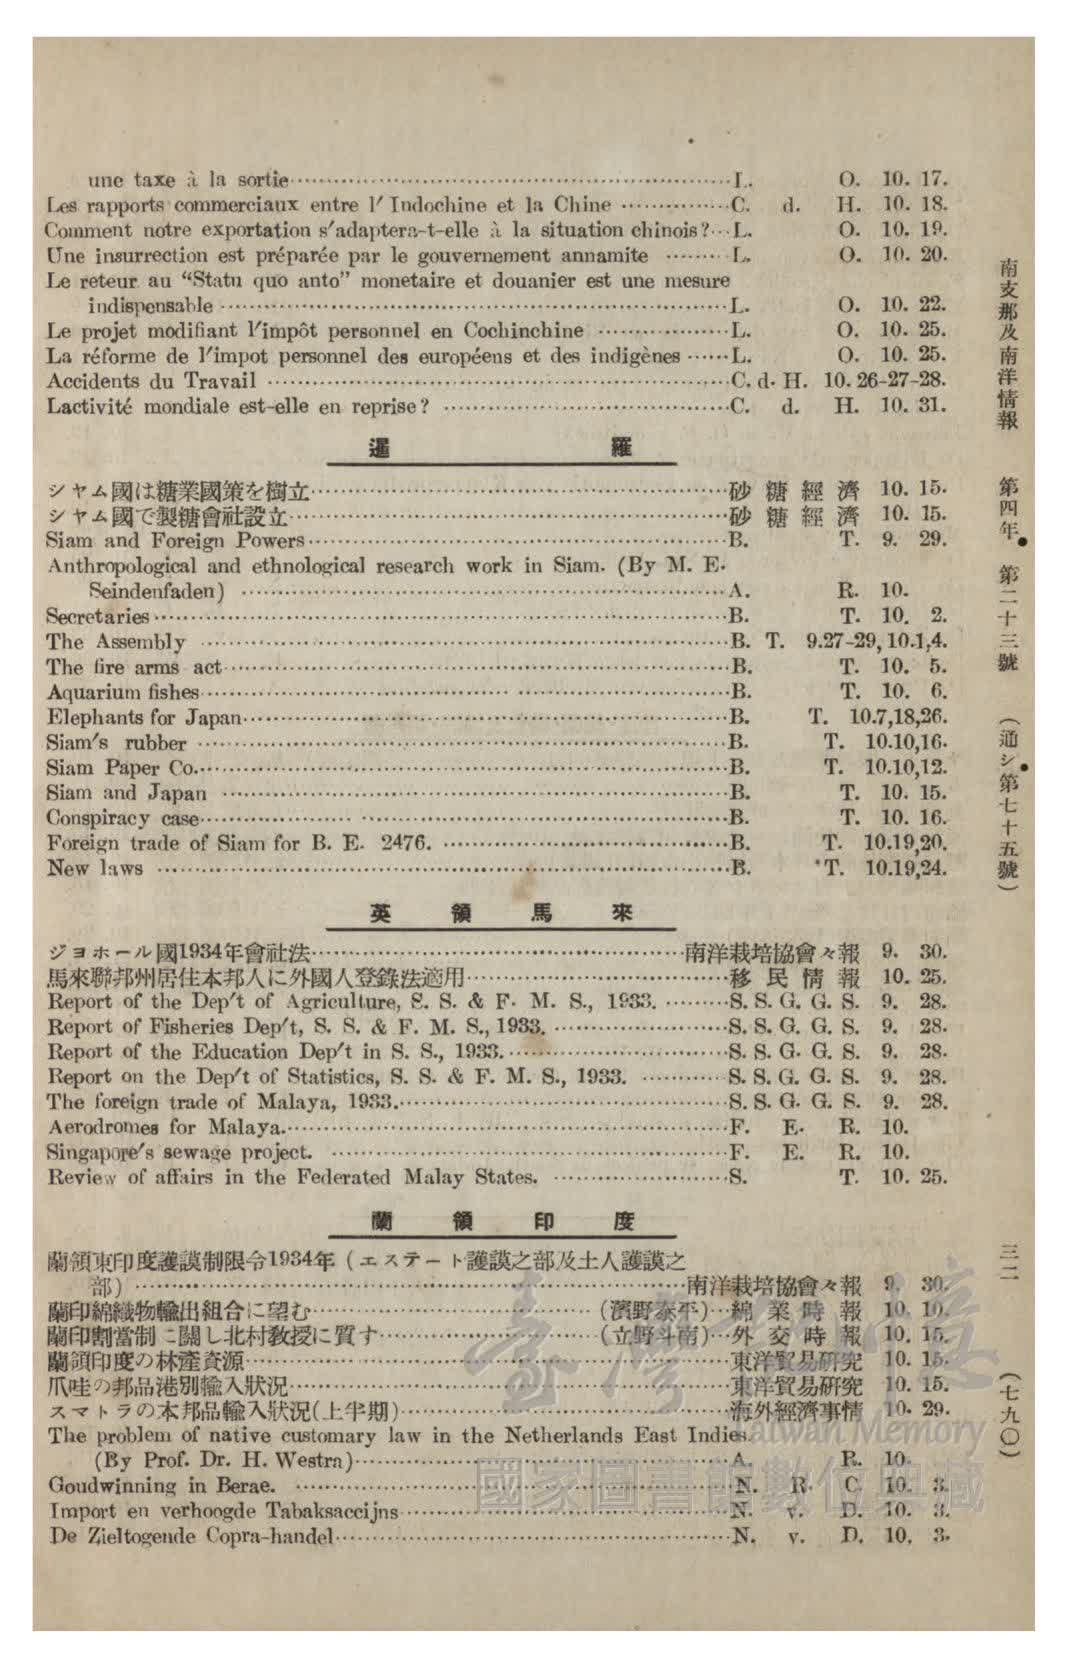 une taxe à la sortie……L. O. 10. 17.
Les rapports commerciaux entre l' Indochine et la Chine ……C. d. H. 10. 18.
Comment notre exportation s'adaptera-t-elle à la situation chinois?…L. O. 10. 19.
Une insurrection est préparée par le gouvernement annamite ……L. O. 10. 20.
Le reteur au “Statu quo anto” monetaire et douanier est une mesure
indispensable ……L. O. 10. 22.
Le projet modifiant l'impôt personnel en Cochinchine ……L. O. 10. 25.
La réforme de l'impot personnel des européens et des indigènes ……L. O. 10. 25.
Accidents du Travail ……C. d. H. 10. 26-27-28.
Lactivité mondiale est-elle en reprise? ……C. d. H. 10. 31.
暹羅
シヤム國は糖業國策を樹立……砂糖經濟 10. 15.
シヤム國で製糖會社設立……砂糖經濟 10. 15.
Siam and Foreign Powers……B. T. 9. 29.
Anthropological and ethnological research work in Siam. (By M. E.
Seindenfaden) ……A. R. 10.
Secretaries……B. T. 10. 2.
The Assembly ……B. T. 9.27-29, 10.1,4.
The fire arms act……B. T. 10. 5.
Aquarium fishes……B. T. 10. 6.
Elephants for Japan……B. T. 10.7,18,26.
Siam's rubber ……B. T. 10.10,16.
Siam Paper Co.……B. T. 10.10,12.
Siam and Japan ……B. T. 10. 15.
Conspiracy case……B. T. 10. 16.
Foreign trade of Siam for B. E. 2476. ……B. T. 10.19,20.
New laws ……B. T. 10.19,24.
英領馬來
ジヨホール國1934年會社法……南洋栽培協會々報 9. 30.
馬來聯邦州居住本邦人に外國人登錄法適用……移民情報 10. 25.
Report of the Dep't of Agriculture, S. S. & F. M. S., 1933. ……S. S. G. G. S. 9. 28.
Report of Fisheries Dep't, S. S. & F. M. S., 1933. ……S. S. G. G. S. 9. 28.
Report of the Education Dep't in S. S., 1933.……S. S. G. G. S. 9. 28.
Report on the Dep't of Statistics, S. S. & F. M. S., 1933. ……S. S. G. G. S. 9. 28.
The foreign trade of Malaya, 1933.……S. S. G. G. S. 9. 28.
Aerodromes for Malaya.……F. E. R. 10.
Singapore's sewage project. ……F. E. R. 10.
Review of affairs in the Federated Malay States. ……S. T. 10. 25.
蘭領印度
蘭領東印度護謨制限令1934年（エステート護謨之部及土人護謨之
部）……南洋栽培協會々報 9. 30.
蘭印綿織物輸出組合に望む……（濱野泰平）…綿業時報 10. 10.
蘭印割當制に關し北村教授に質す……（立野斗南）…外交時報 10. 15.
蘭領印度の林產資源……東洋貿易研究 10. 15.
爪哇の邦品港別輸入狀況……東洋貿易研究 10. 15.
スマトラの本邦品輸入狀況(上半期)……海外經濟事情 10. 29.
The problem of native customary law in the Netherlands East Indies.
(By Prof. Dr. H. Westra)……A. R. 10.
Goudwinning in Berae. ……N. R. C. 10. 3.
Import en verhoogde Tabaksaccijns……N. v. D. 10. 3.
De Zieltogende Copra-handel……N. v. D. 10. 3.
南支那及南洋情報 第四年 第二十三號 （通シ第七十五號）
三二
（七九〇）
臺灣記憶
Taiwan Memory
國家圖書館數位典藏